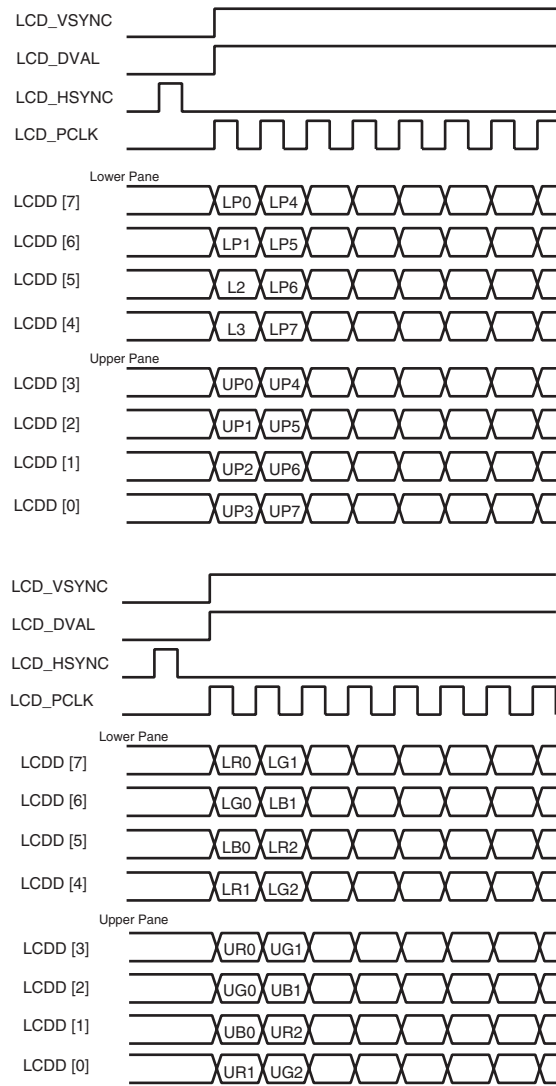 LCD_VSYNC
LCD_DVAL
LCD_HSYNC
LCD_PCLK
Lower Pane
LCDD [7] LP0 LP4
LCDD [6] LP1 LP5
LCDD [5] L2 LP6
LCDD [4] L3 LP7
Upper Pane
LCDD [3] UP0 UP4
LCDD [2] UP1 UP5
LCDD [1] UP2 UP6
LCDD [0] UP3 UP7
LCD_VSYNC
LCD_DVAL
LCD_HSYNC
LCD_PCLK
Lower Pane
LCDD [7] LR0 LG1
LCDD [6] LG0 LB1
LCDD [5] LB0 LR2
LCDD [4] LR1 LG2
Upper Pane
LCDD [3] UR0 UG1
LCDD [2] UG0 UB1
LCDD [1] UB0 UR2
LCDD [0] UR1 UG2